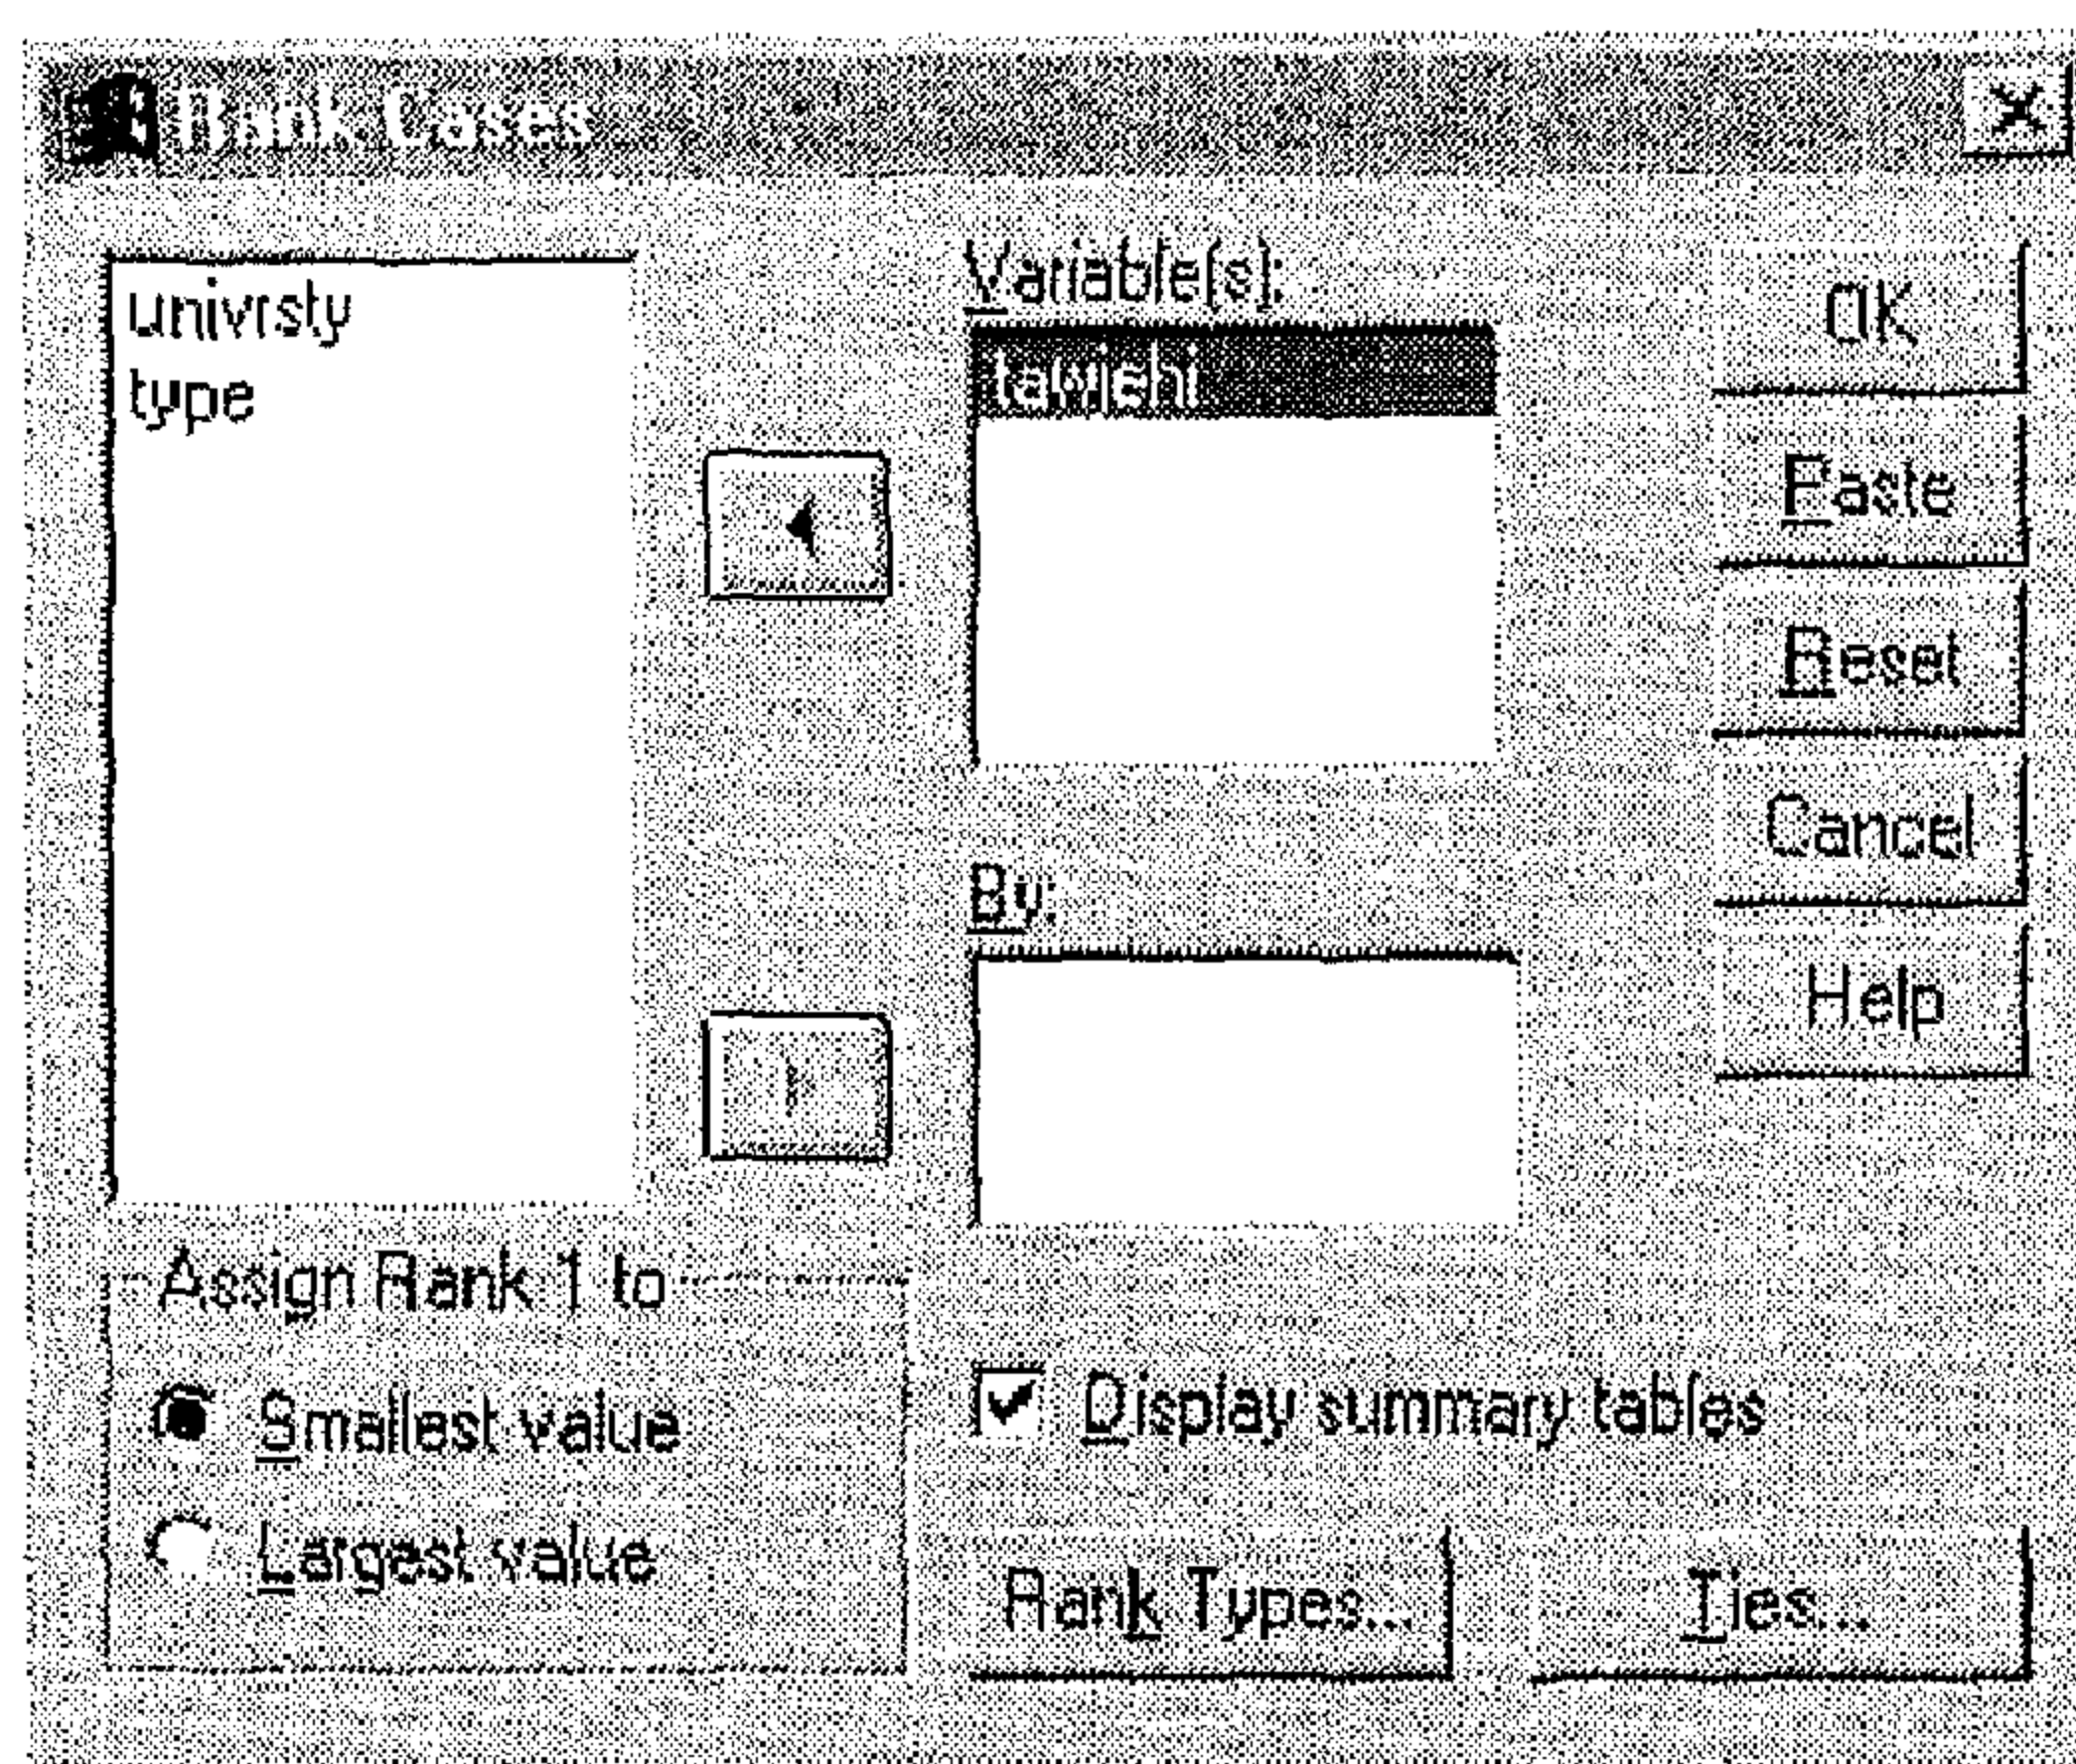 Rank Cases
univrsty
type
Variable(s):
tawjehi
By:
OK
Paste
Reset
Cancel
Help
Assign Rank 1 to
Smallest value
Largest value
Display summary tables
Rank Types...
Ties...